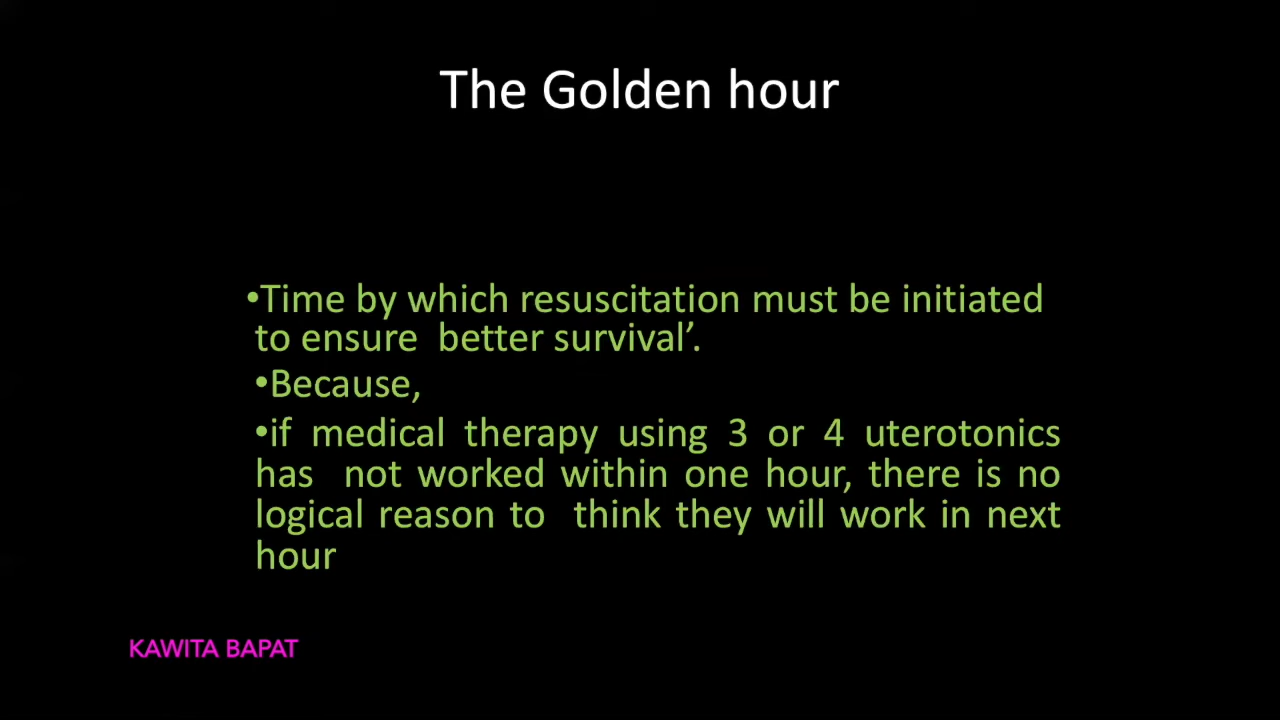 The Golden hour
•Time by which resuscitation must be initiated
to ensure  better survival’.
•Because,
•if medical therapy using 3 or 4 uterotonics
has  not worked within one hour, there is no
logical reason to  think they will work in next
hour
KAWITA BAPAT